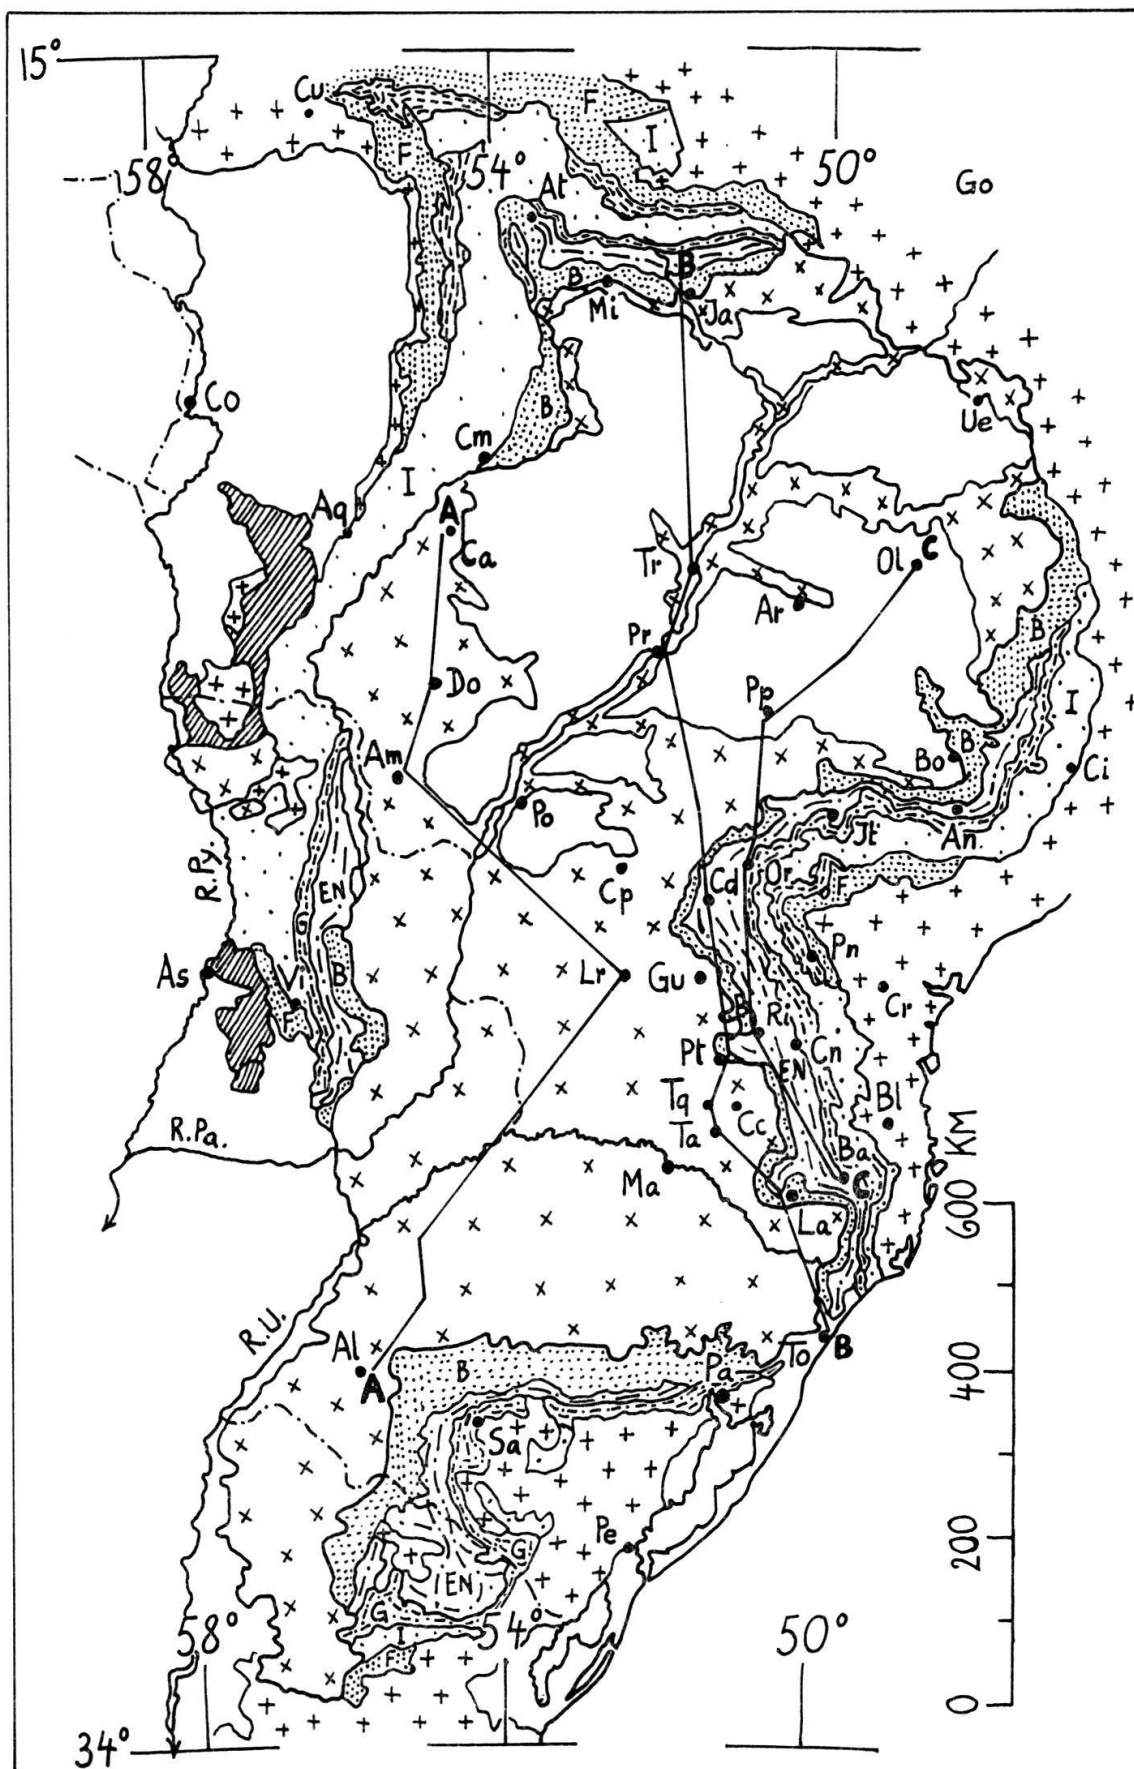 15°
Cu
F
I
58
F
54°
50°
Go
At
B
B
Mi
Ja
Co
B
Ue
Cm
I
Aq
A
Ca
Ol
C
Tr
Ar
Pr
B
Do
Pp
I
Am
Bo
B
Ci
Po
Jt
An
R.Py.
EN
Cp
Cd
Or
F
G
Pn
As
Vi
B
Lr
Gu
Cr
F
B
Ri
Pt
EN
Cn
Tq
Cc
Bl
R.Pa.
Ta
Ba
KM
Ma
C
600
La
R.U.
Al
B
To
B
A
Pa
400
Sa
Pe
200
G
EN
G
58°
I
54°
50°
F
0
34°